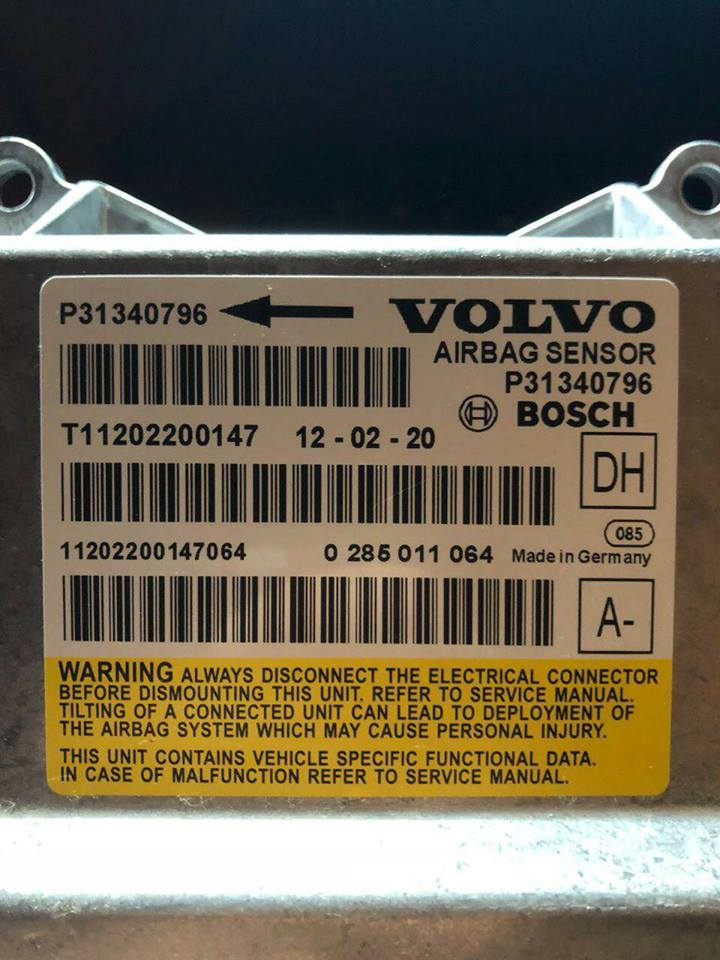 P31340796
VOLVO
AIRBAG SENSOR
P31340796
BOSCH
T11202200147 12-02-20
DH
085
11202200147064 0 285 011 064 Made in Germany
A-
WARNING ALWAYS DISCONNECT THE ELECTRICAL CONNECTOR
BEFORE DISMOUNTING THIS UNIT. REFER TO SERVICE MANUAL.
TILTING OF A CONNECTED UNIT CAN LEAD TO DEPLOYMENT OF
THE AIRBAG SYSTEM WHICH MAY CAUSE PERSONAL INJURY.
THIS UNIT CONTAINS VEHICLE SPECIFIC FUNCTIONAL DATA.
IN CASE OF MALFUNCTION REFER TO SERVICE MANUAL.